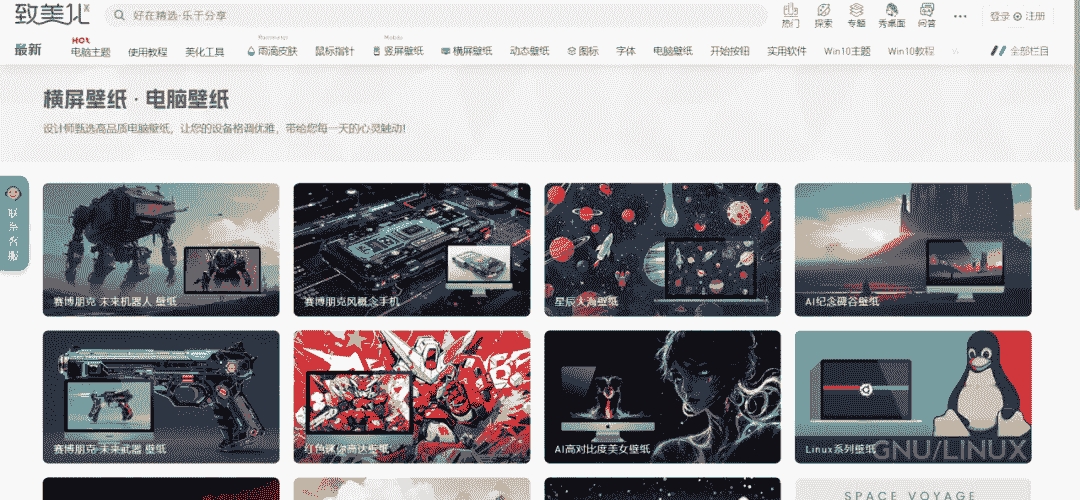 致美化
好在精选·乐于分享
热门 探索 专题 秀桌面 问答 ••• 登录 注册
最新 HOT 电脑主题 使用教程 美化工具 雨滴皮肤 鼠标指针 竖屏壁纸 横屏壁纸 动态壁纸 图标 字体 电脑壁纸 开始按钮 实用软件 Win10主题 Win10教程 全部栏目
横屏壁纸 · 电脑壁纸
设计师甄选高品质电脑壁纸，让您的设备格调优雅，带给您每一天的心灵触动!
联系客服
赛博朋克 未来机器人 壁纸
赛博朋克风概念手机
星辰大海壁纸
AI纪念碑谷壁纸
赛博朋克 未来武器 壁纸
红色迷你高达壁纸
AI高对比度美女壁纸
Linux系列壁纸
GNU/LINUX
SPACE VOYAGE